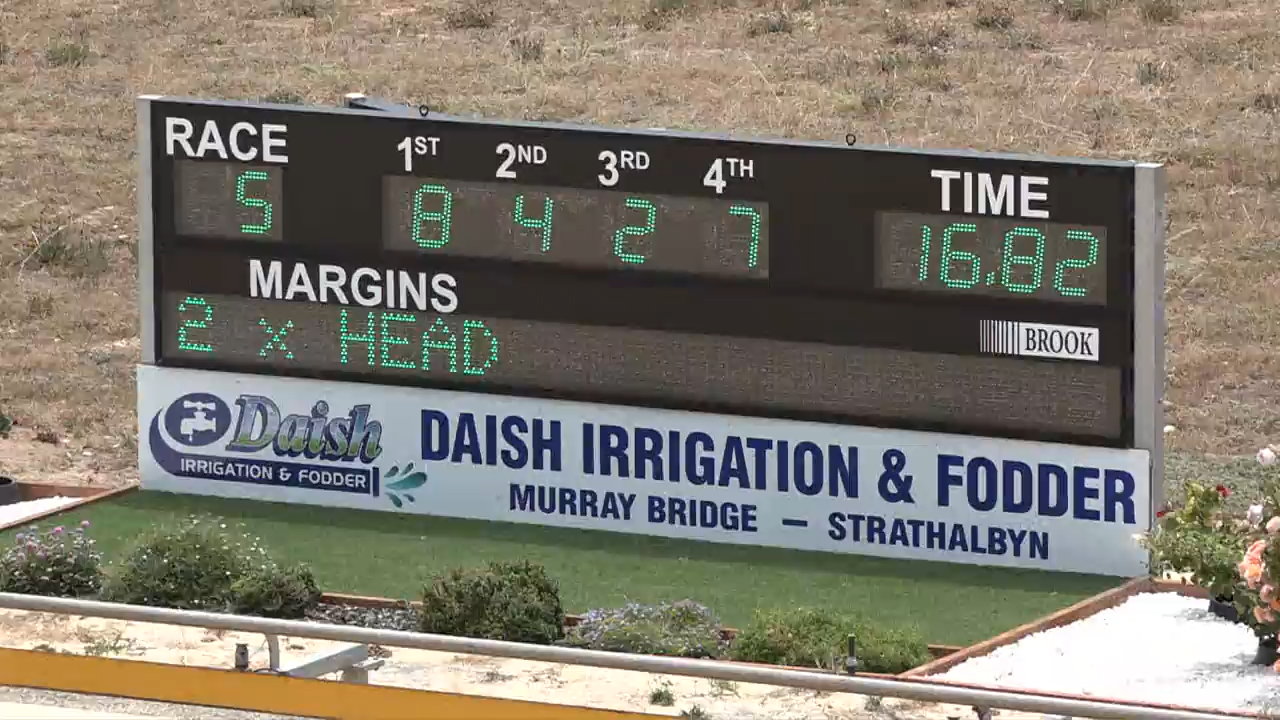 RACE 1ST 2ND 3RD 4TH TIME
5 8 4 2 7 16.82
MARGINS
2 x HEAD
BROOK
Daish
IRRIGATION & FODDER
DAISH IRRIGATION & FODDER
MURRAY BRIDGE — STRATHALBYN